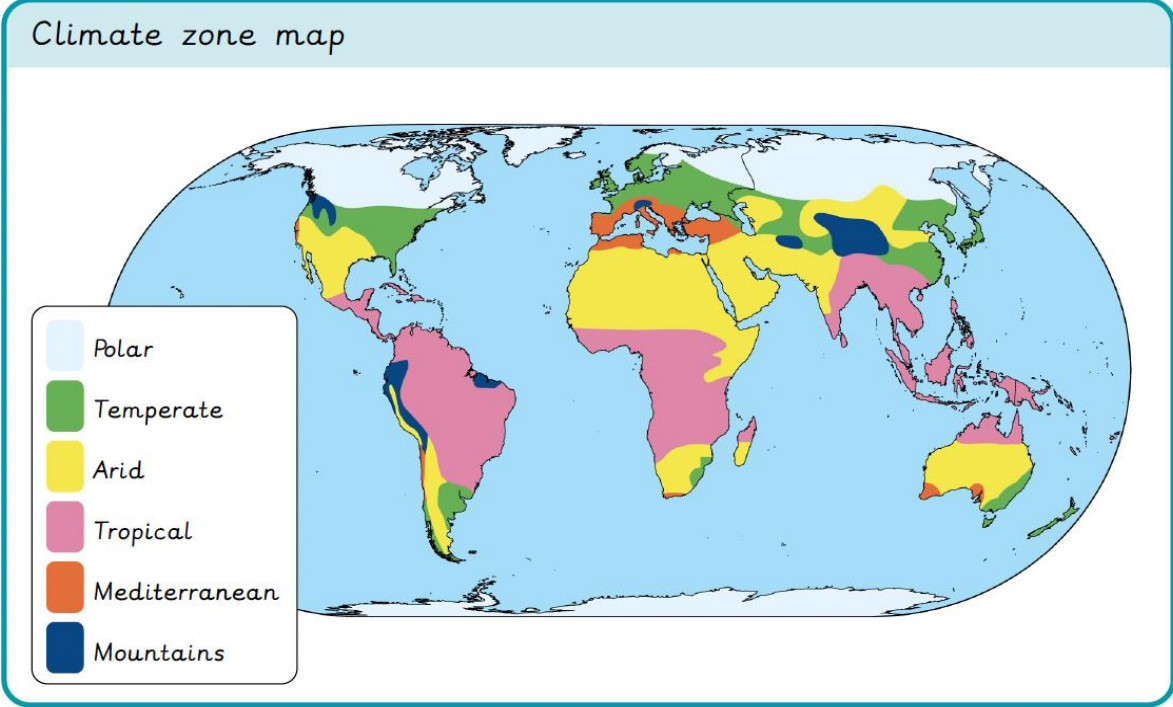 Climate zone map
Polar
Temperate
Arid
Tropical
Mediterranean
Mountains